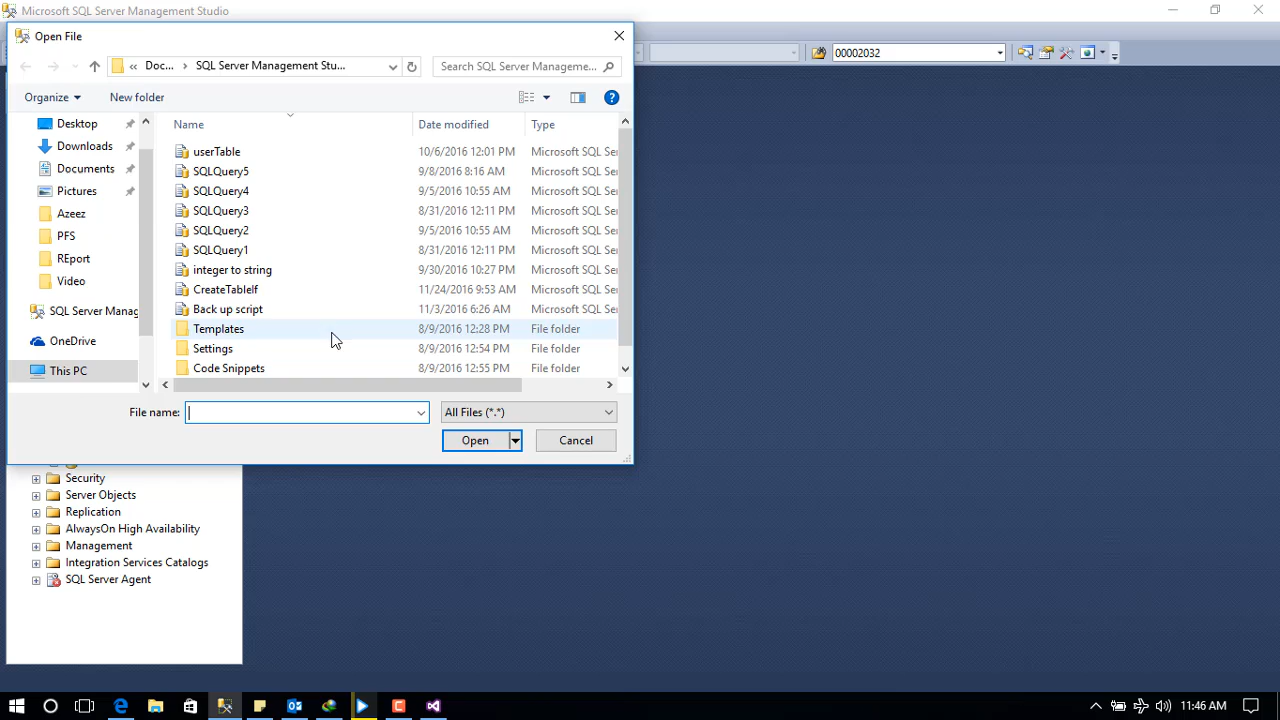 Microsoft SQL Server Management Studio
Open File
00002032
Doc...
SQL Server Management Stu...
Search SQL Server Manageme...
Organize
New folder
Name
Date modified
Type
Desktop
Downloads
Documents
Pictures
Azeez
PFS
REport
Video
SQL Server Manag
OneDrive
This PC
userTable 10/6/2016 12:01 PM Microsoft SQL Se
SQLQuery5 9/8/2016 8:16 AM Microsoft SQL Se
SQLQuery4 9/5/2016 10:55 AM Microsoft SQL Se
SQLQuery3 8/31/2016 12:11 PM Microsoft SQL Se
SQLQuery2 9/5/2016 10:55 AM Microsoft SQL Se
SQLQuery1 8/31/2016 12:11 PM Microsoft SQL Se
integer to string 9/30/2016 10:27 PM Microsoft SQL Se
CreateTableIf 11/24/2016 9:53 AM Microsoft SQL Se
Back up script 11/3/2016 6:26 AM Microsoft SQL Se
Templates 8/9/2016 12:28 PM File folder
Settings 8/9/2016 12:54 PM File folder
Code Snippets 8/9/2016 12:55 PM File folder
File name:
All Files (*.*)
Open
Cancel
Security
Server Objects
Replication
AlwaysOn High Availability
Management
Integration Services Catalogs
SQL Server Agent
11:46 AM